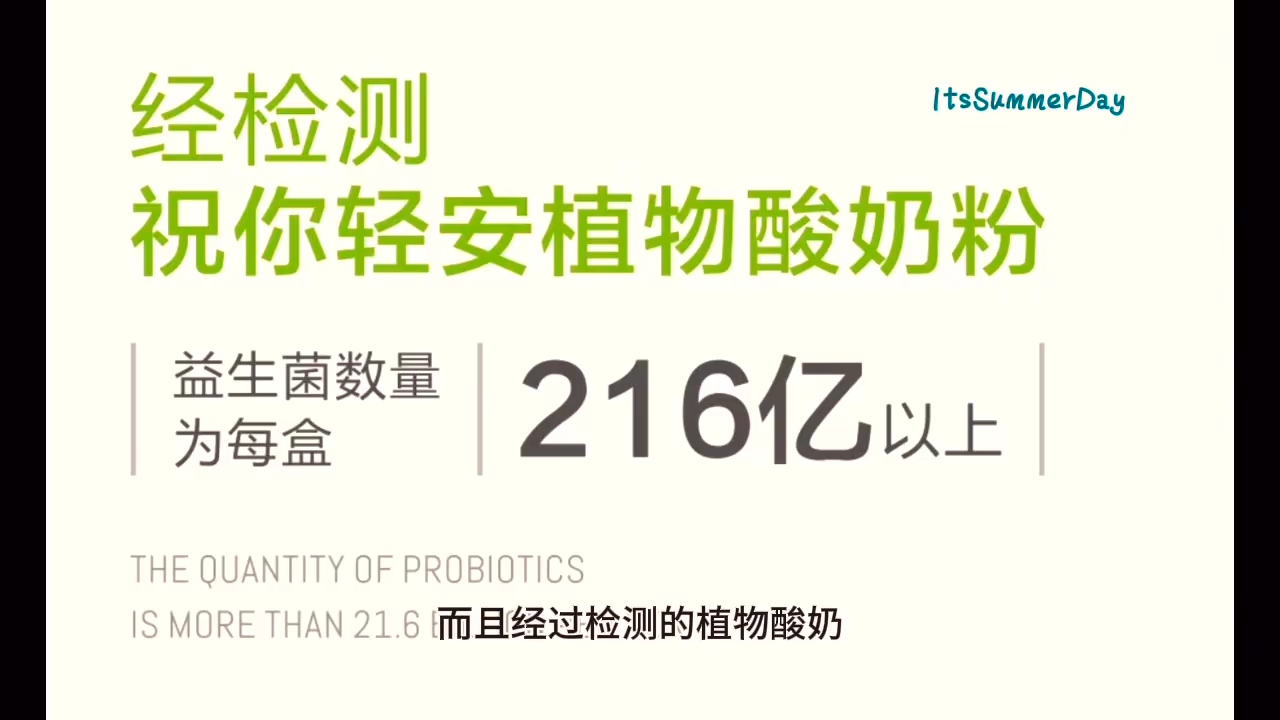 经检测
ItsSummerDay
祝你轻安植物酸奶粉
益生菌数量
为每盒
216亿以上
THE QUANTITY OF PROBIOTICS
IS MORE THAN 21.6
而且经过检测的植物酸奶